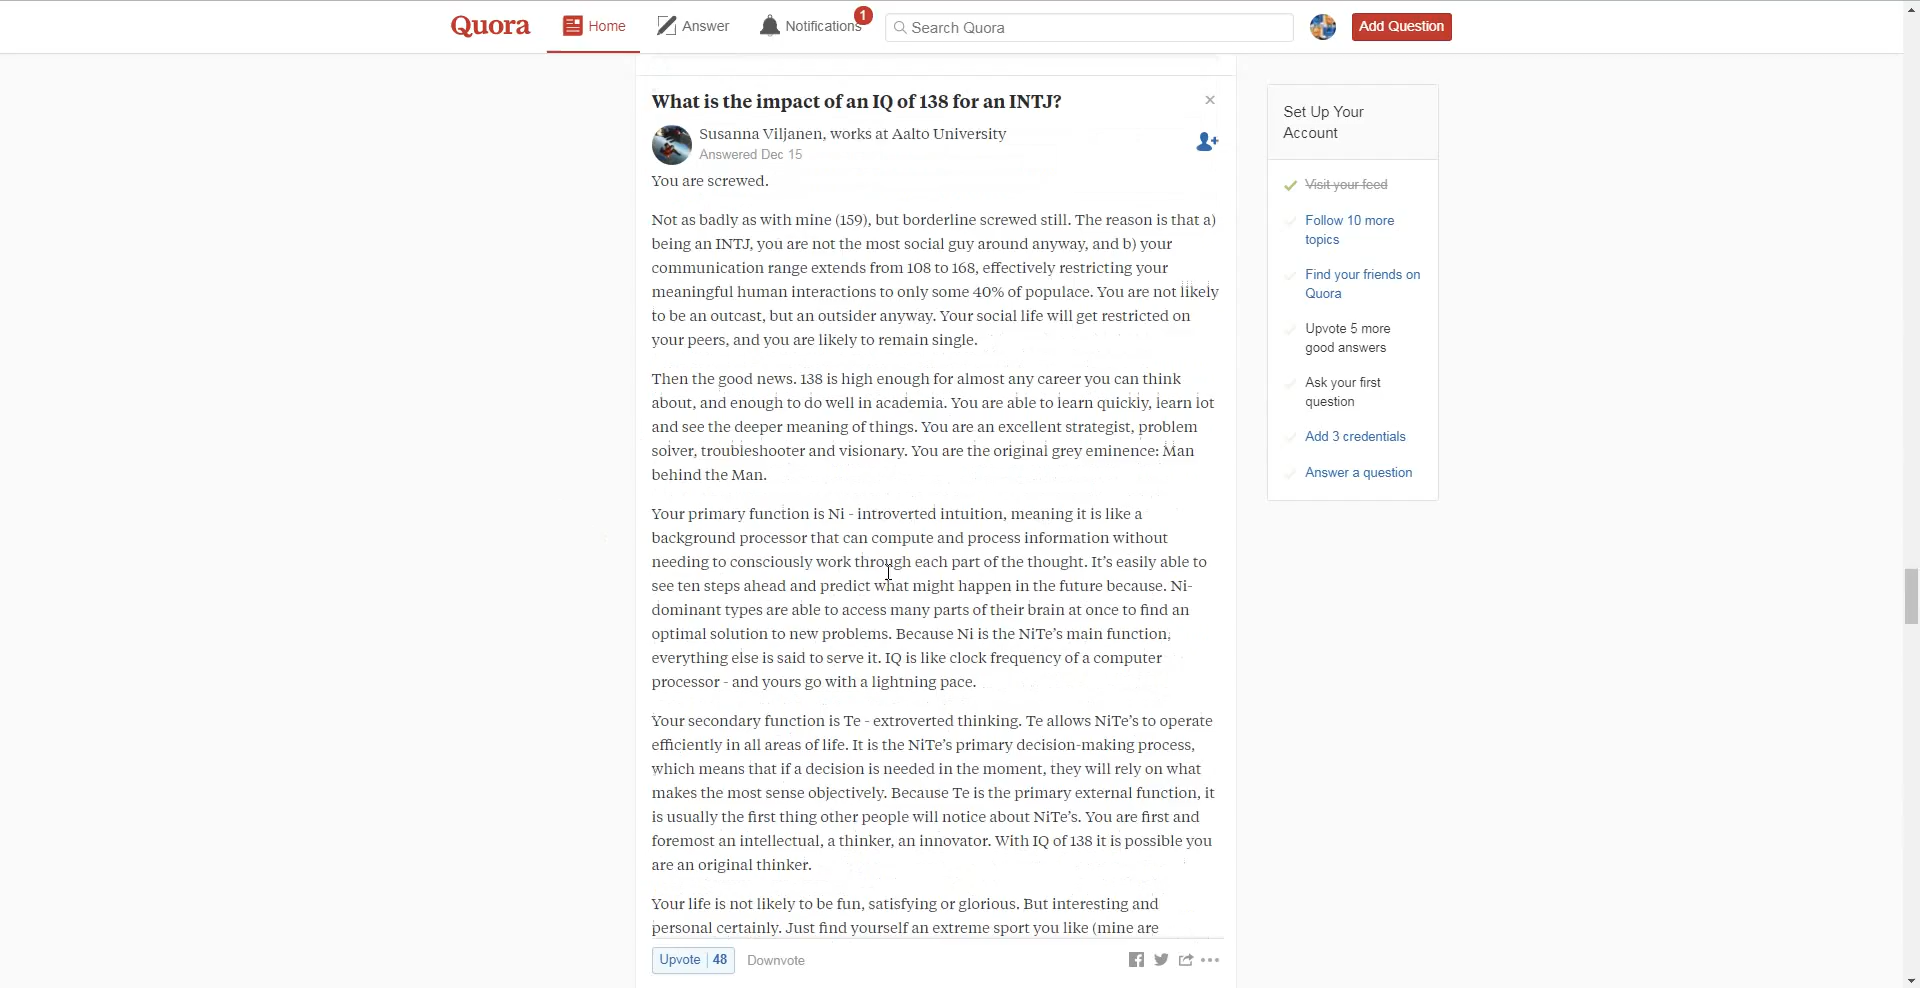 Quora
Home
Answer
Notifications
1
Search Quora
Add Question
What is the impact of an IQ of 138 for an INTJ?
Susanna Viljanen, works at Aalto University
Answered Dec 15
You are screwed.
Not as badly as with mine (159), but borderline screwed still. The reason is that a)
being an INTJ, you are not the most social guy around anyway, and b) your
communication range extends from 108 to 168, effectively restricting your
meaningful human interactions to only some 40% of populace. You are not likely
to be an outcast, but an outsider anyway. Your social life will get restricted on
your peers, and you are likely to remain single.
Then the good news. 138 is high enough for almost any career you can think
about, and enough to do well in academia. You are able to learn quickly, learn lot
and see the deeper meaning of things. You are an excellent strategist, problem
solver, troubleshooter and visionary. You are the original grey eminence: Man
behind the Man.
Your primary function is Ni - introverted intuition, meaning it is like a
background processor that can compute and process information without
needing to consciously work through each part of the thought. It’s easily able to
see ten steps ahead and predict what might happen in the future because. Ni-
dominant types are able to access many parts of their brain at once to find an
optimal solution to new problems. Because Ni is the NiTe’s main function,
everything else is said to serve it. IQ is like clock frequency of a computer
processor - and yours go with a lightning pace.
Your secondary function is Te - extroverted thinking. Te allows NiTe’s to operate
efficiently in all areas of life. It is the NiTe’s primary decision-making process,
which means that if a decision is needed in the moment, they will rely on what
makes the most sense objectively. Because Te is the primary external function, it
is usually the first thing other people will notice about NiTe’s. You are first and
foremost an intellectual, a thinker, an innovator. With IQ of 138 it is possible you
are an original thinker.
Your life is not likely to be fun, satisfying or glorious. But interesting and
personal certainly. Just find yourself an extreme sport you like (mine are
Upvote 48
Downvote
Set Up Your
Account
Visit your feed
Follow 10 more
topics
Find your friends on
Quora
Upvote 5 more
good answers
Ask your first
question
Add 3 credentials
Answer a question